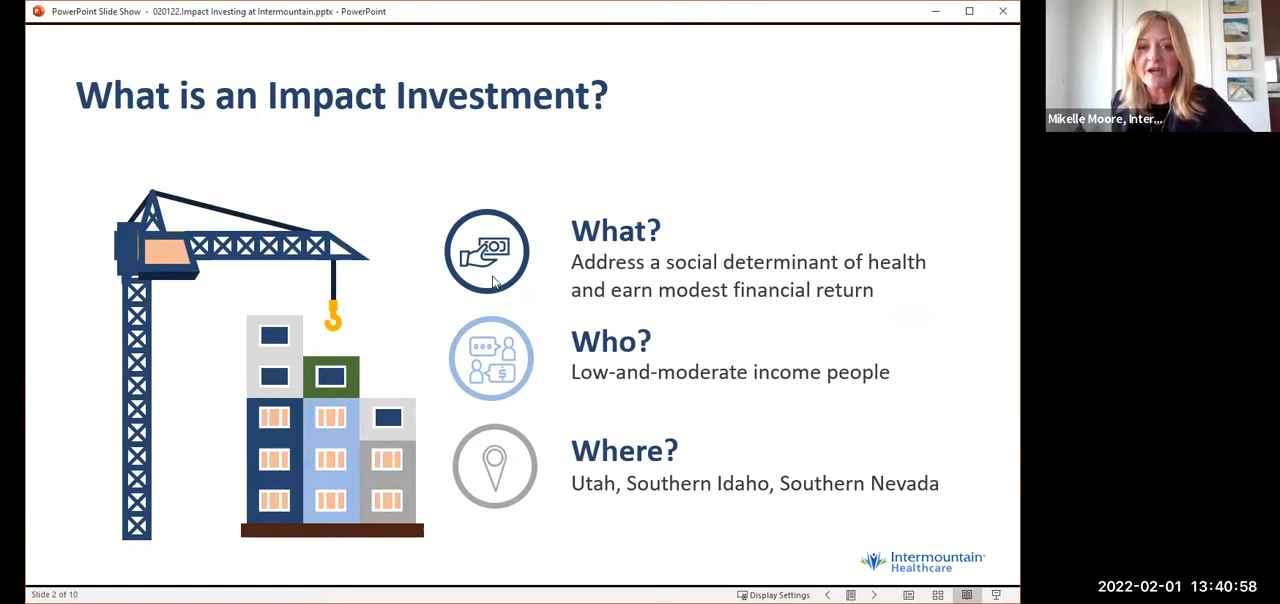 PowerPoint Slide Show - 020122.Impact Investing at Intermountain.pptx - PowerPoint
What is an Impact Investment?
What?
Address a social determinant of health
and earn modest financial return
Who?
Low-and-moderate income people
$
Where?
Utah, Southern Idaho, Southern Nevada
Intermountain
Healthcare
Slide 2 of 10
Display Settings
Mikelle Moore, Inter...
2022-02-01 13:40:58